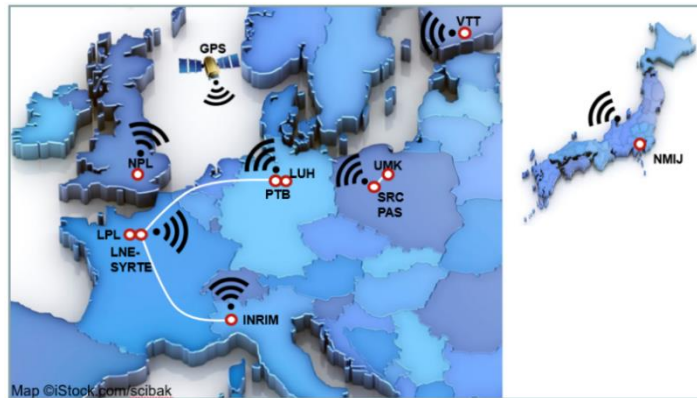 VTT
GPS
NPL
UMK
LUH
PTB
SRC
PAS
NMIJ
LPL
LNE-
SYRTE
INRIM
Map ©iStock.com/scibak